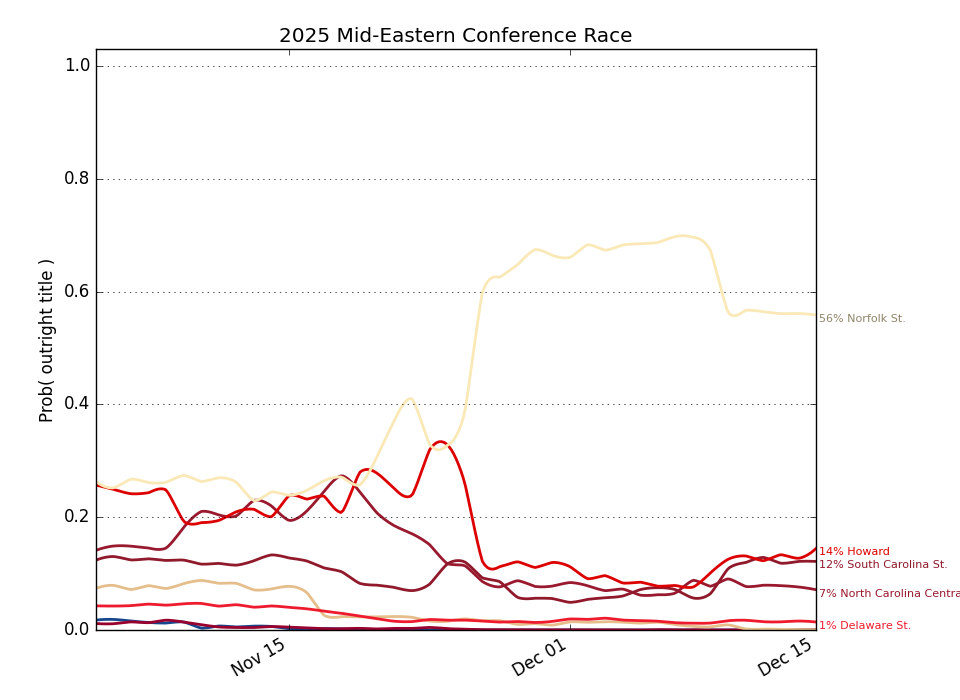 2025 Mid-Eastern Conference Race
1.0
0.8
0.6
0.4
0.2
0.0
Prob( outright title )
56% Norfolk St.
14% Howard
12% South Carolina St.
7% North Carolina Centra
1% Delaware St.
Nov 15
Dec 01
Dec 15